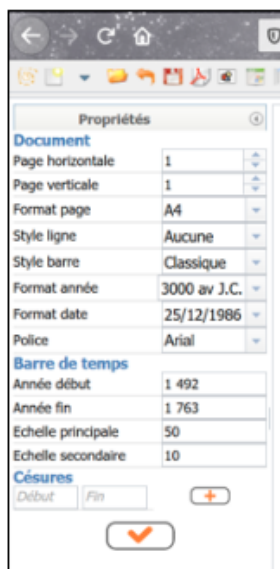 Propriétés
Document
Page horizontale 1
Page verticale 1
Format page A4
Style ligne Aucune
Style barre Classique
Format année 3000 av J.C.
Format date 25/12/1986
Police Arial
Barre de temps
Année début 1 492
Année fin 1 763
Echelle principale 50
Echelle secondaire 10
Césures
Début Fin